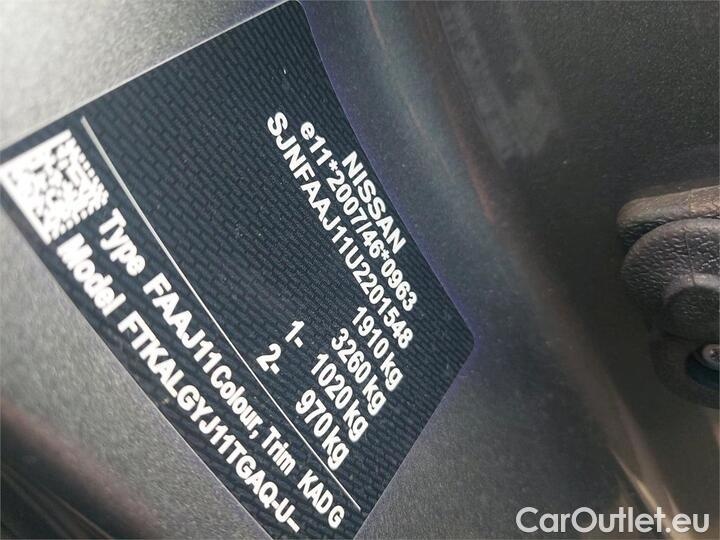 NISSAN
e11*2007/46*0963
SJNFAAJ11U2201548
1910 kg
3260 kg
1- 1020 kg
2- 970 kg
Type FAAJ11 Colour, Trim KAD G
Model FTKALGYJ11TGAQ-U--
CarOutlet.eu